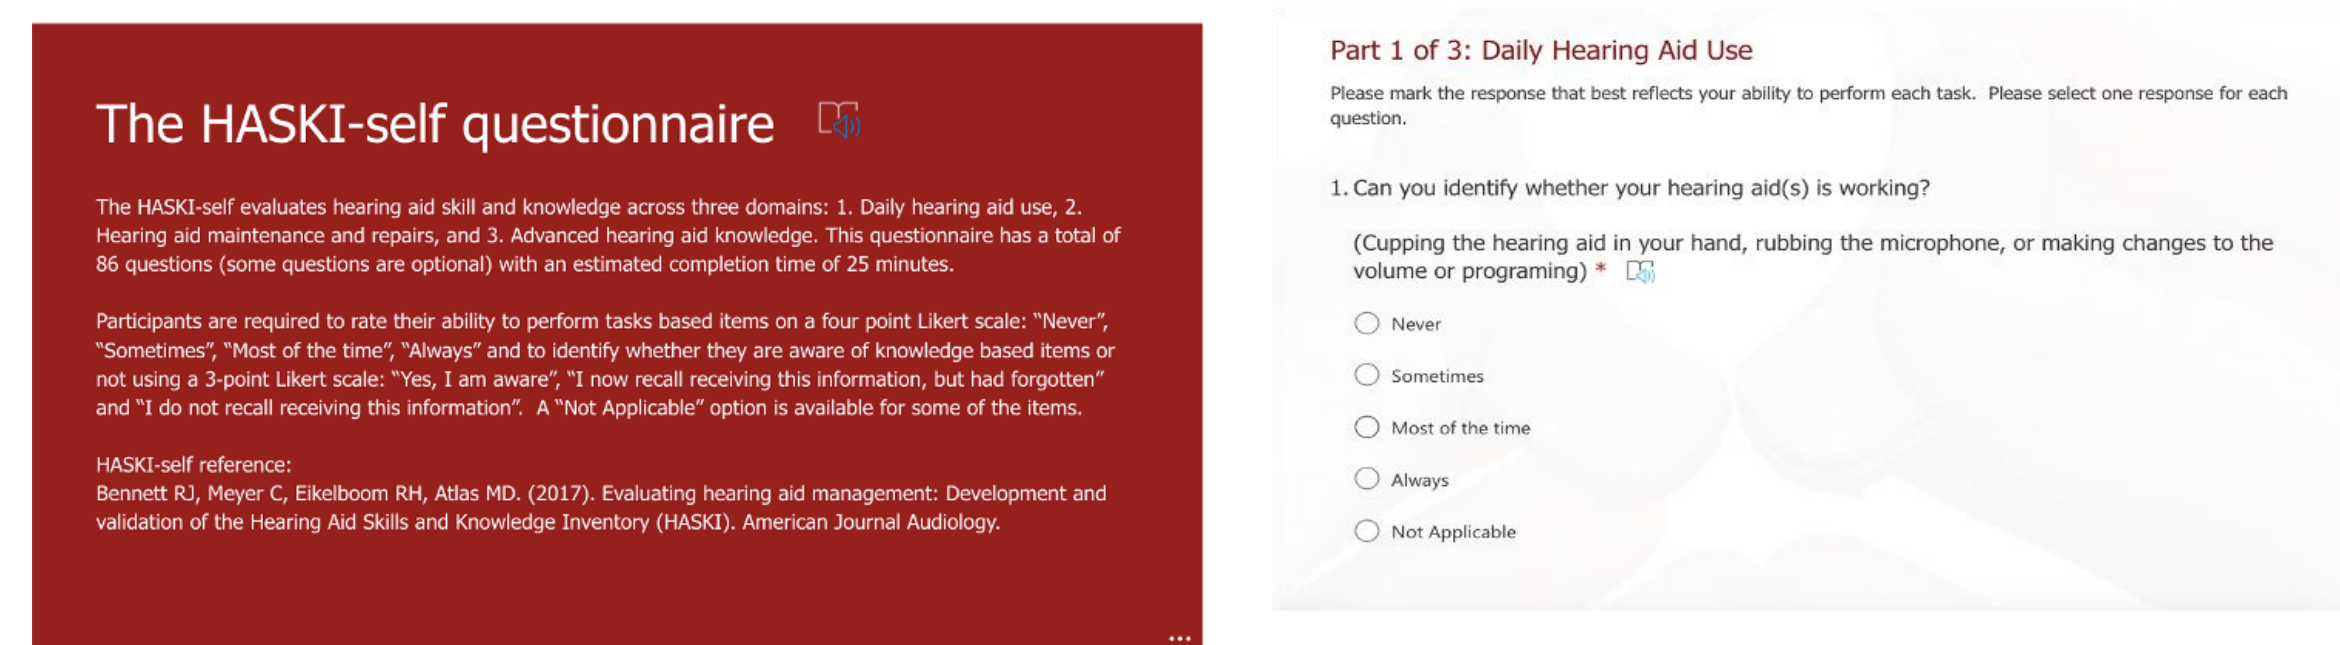 The HASKI-self questionnaire
The HASKI-self evaluates hearing aid skill and knowledge across three domains: 1. Daily hearing aid use, 2.
Hearing aid maintenance and repairs, and 3. Advanced hearing aid knowledge. This questionnaire has a total of
86 questions (some questions are optional) with an estimated completion time of 25 minutes.
Participants are required to rate their ability to perform tasks based items on a four point Likert scale: “Never”,
“Sometimes”, “Most of the time”, “Always” and to identify whether they are aware of knowledge based items or
not using a 3-point Likert scale: “Yes, I am aware”, “I now recall receiving this information, but had forgotten”
and “I do not recall receiving this information”.  A “Not Applicable” option is available for some of the items.
HASKI-self reference:
Bennett RJ, Meyer C, Eikelboom RH, Atlas MD. (2017). Evaluating hearing aid management: Development and
validation of the Hearing Aid Skills and Knowledge Inventory (HASKI). American Journal Audiology.
Part 1 of 3: Daily Hearing Aid Use
Please mark the response that best reflects your ability to perform each task.  Please select one response for each
question.
1. Can you identify whether your hearing aid(s) is working?
(Cupping the hearing aid in your hand, rubbing the microphone, or making changes to the
volume or programing) *
Never
Sometimes
Most of the time
Always
Not Applicable